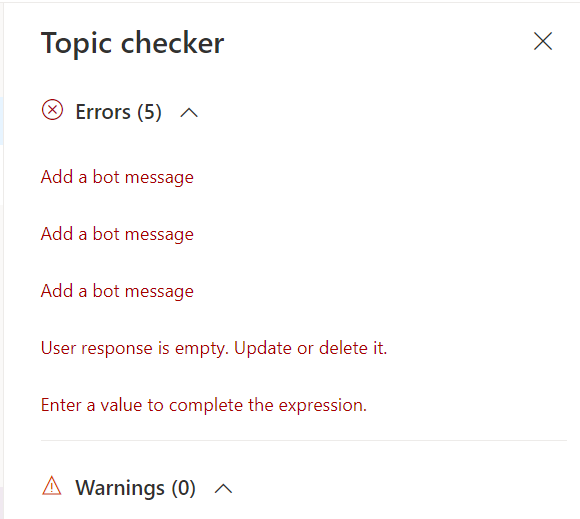 Topic checker
Errors (5)
Add a bot message
Add a bot message
Add a bot message
User response is empty. Update or delete it.
Enter a value to complete the expression.
Warnings (0)